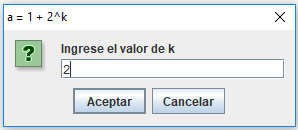 a = 1 + 2^k
Ingrese el valor de k
?
2
Aceptar Cancelar